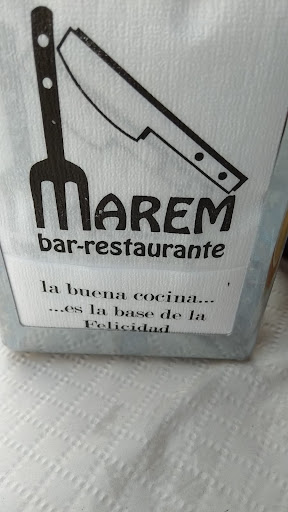 MAREM
bar-restaurante
la buena cocina...
...es la base de la
Felicidad